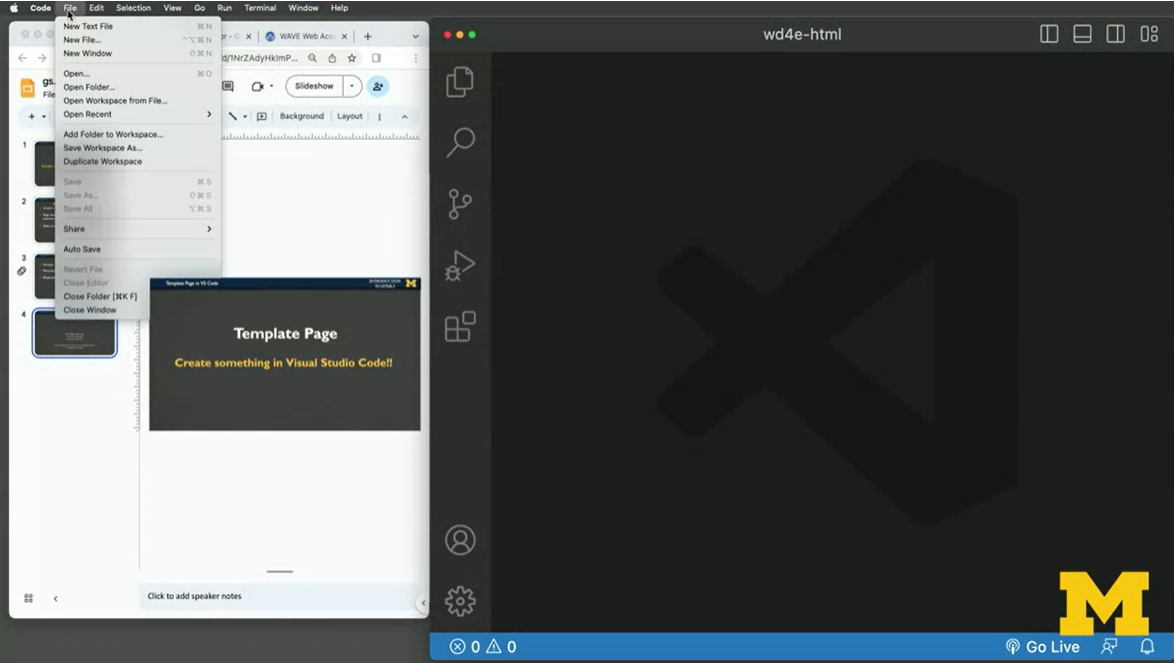 Code File Edit Selection View Go Run Terminal Window Help
New Text File ⌘ N
New File... ^⌥⌘ N
New Window ⇧⌘ N
Open... ⌘ O
Open Folder...
Open Workspace from File...
Open Recent
Add Folder to Workspace...
Save Workspace As...
Duplicate Workspace
Save ⌘ S
Save As... ⇧⌘ S
Save All ⌥⌘ S
Share
Auto Save
Revert File
Close Editor
Close Folder [⌘K F]
Close Window
WAVE Web Acc
d/1NrZAdyHkImP...
gs.
File
Slideshow
Background Layout
1
2
3
4
Template Page in VS Code
INTRODUCTION
TO HTML5
M
Template Page
Create something in Visual Studio Code!!
Click to add speaker notes
wd4e-html
0 0
Go Live
M